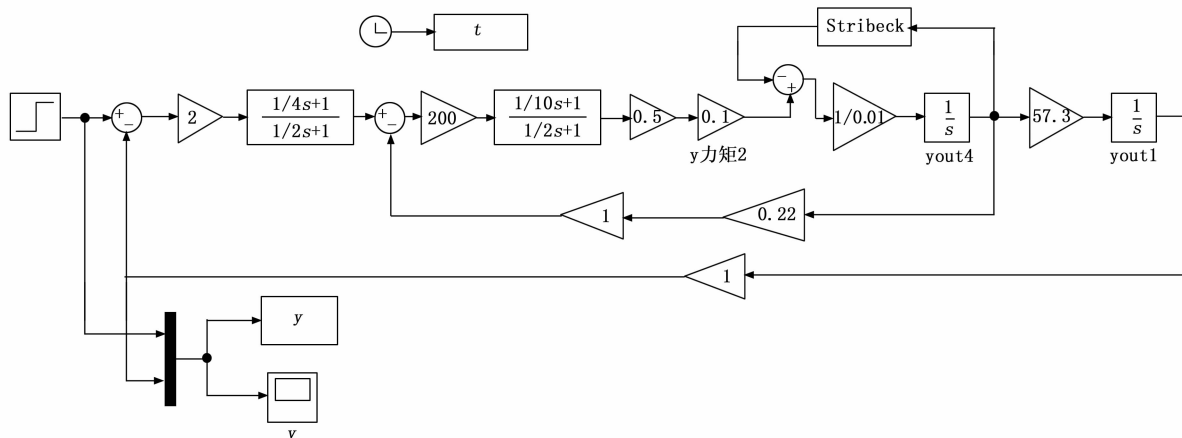 t
Stribeck
+
−
2
1/4s+1
1/2s+1
+
−
200
1/10s+1
1/2s+1
0.5
0.1
y力矩2
−
+
1/0.01
1
s
yout4
57.3
1
s
yout1
1
0.22
1
y
y